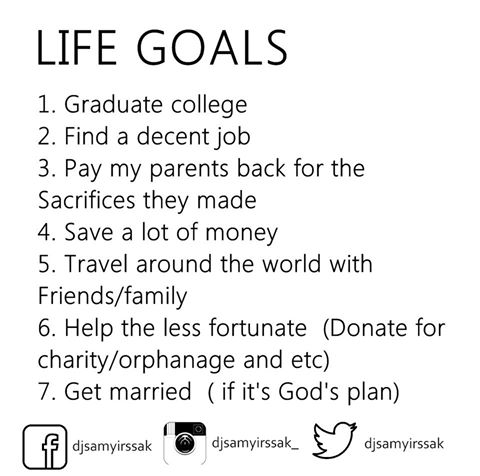 LIFE GOALS
1. Graduate college
2. Find a decent job
3. Pay my parents back for the
Sacrifices they made
4. Save a lot of money
5. Travel around the world with
Friends/family
6. Help the less fortunate  (Donate for
charity/orphanage and etc)
7. Get married  ( if it's God's plan)
djsamyirssak djsamyirssak_ djsamyirssak